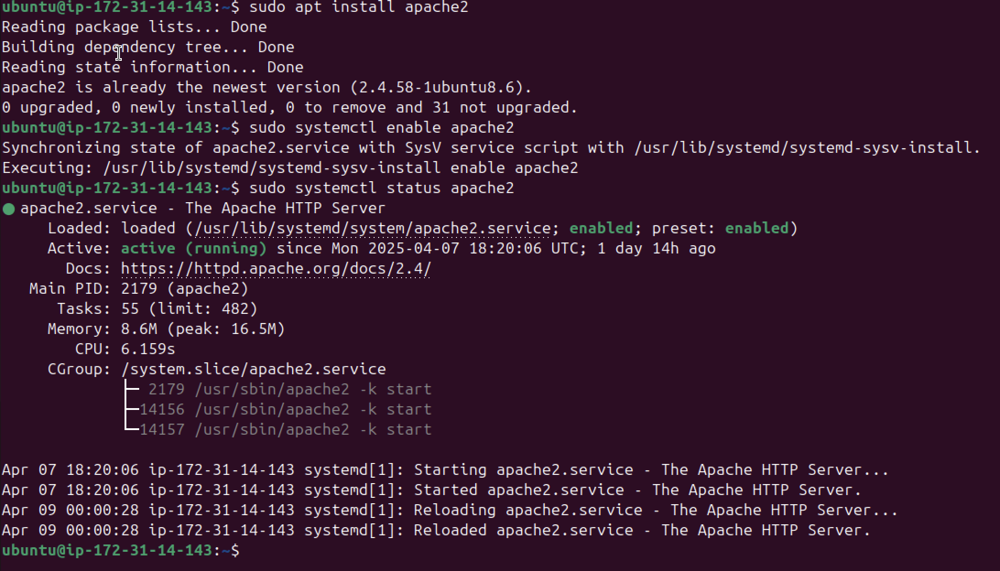 ubuntu@ip-172-31-14-143:~$ sudo apt install apache2
Reading package lists... Done
Building dependency tree... Done
Reading state information... Done
apache2 is already the newest version (2.4.58-1ubuntu8.6).
0 upgraded, 0 newly installed, 0 to remove and 31 not upgraded.
ubuntu@ip-172-31-14-143:~$ sudo systemctl enable apache2
Synchronizing state of apache2.service with SysV service script with /usr/lib/systemd/systemd-sysv-install.
Executing: /usr/lib/systemd/systemd-sysv-install enable apache2
ubuntu@ip-172-31-14-143:~$ sudo systemctl status apache2
● apache2.service - The Apache HTTP Server
     Loaded: loaded (/usr/lib/systemd/system/apache2.service; enabled; preset: enabled)
     Active: active (running) since Mon 2025-04-07 18:20:06 UTC; 1 day 14h ago
       Docs: https://httpd.apache.org/docs/2.4/
   Main PID: 2179 (apache2)
      Tasks: 55 (limit: 482)
     Memory: 8.6M (peak: 16.5M)
        CPU: 6.159s
     CGroup: /system.slice/apache2.service
             ├─ 2179 /usr/sbin/apache2 -k start
             ├─14156 /usr/sbin/apache2 -k start
             └─14157 /usr/sbin/apache2 -k start
Apr 07 18:20:06 ip-172-31-14-143 systemd[1]: Starting apache2.service - The Apache HTTP Server...
Apr 07 18:20:06 ip-172-31-14-143 systemd[1]: Started apache2.service - The Apache HTTP Server.
Apr 09 00:00:28 ip-172-31-14-143 systemd[1]: Reloading apache2.service - The Apache HTTP Server...
Apr 09 00:00:28 ip-172-31-14-143 systemd[1]: Reloaded apache2.service - The Apache HTTP Server.
ubuntu@ip-172-31-14-143:~$